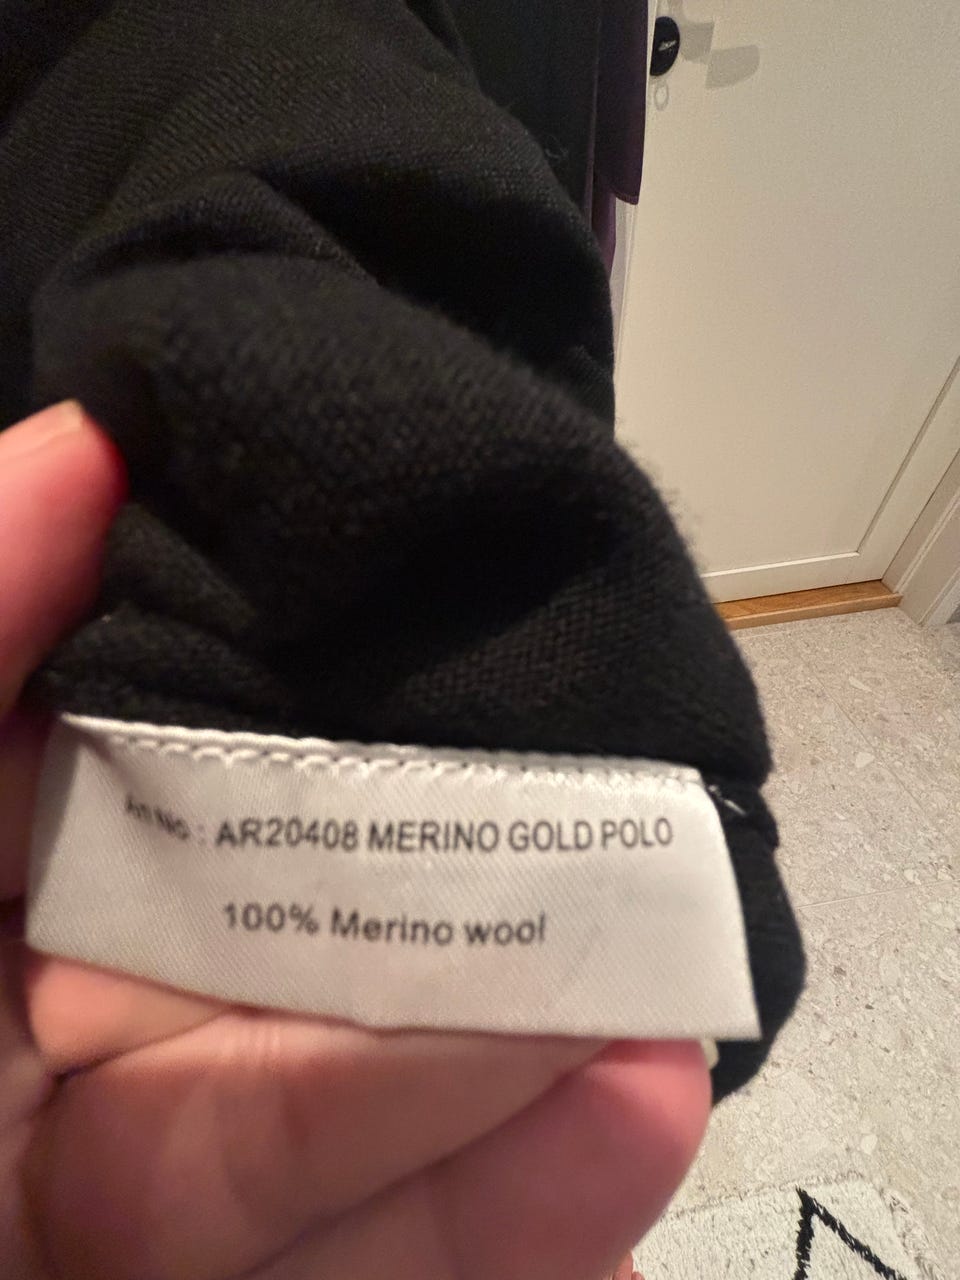 Art No : AR20408 MERINO GOLD POLO
100% Merino wool